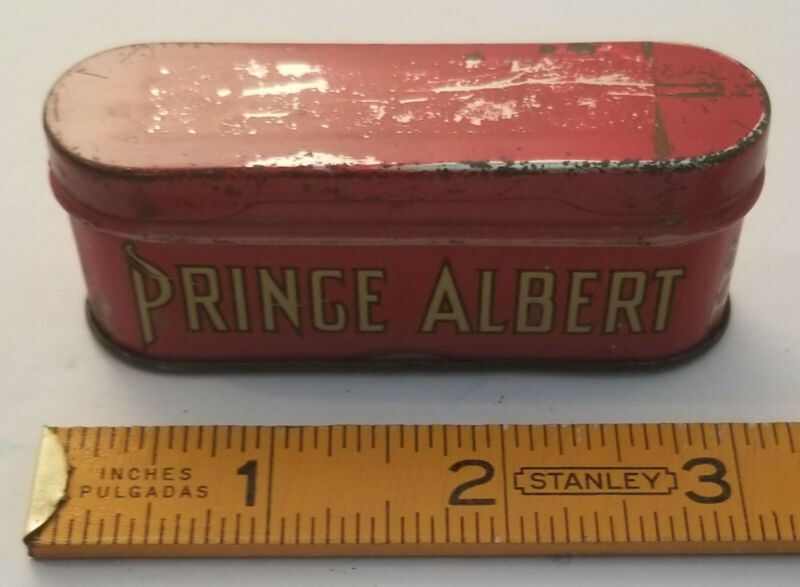 PRINCE ALBERT
INCHES
PULGADAS
1 2 STANLEY 3